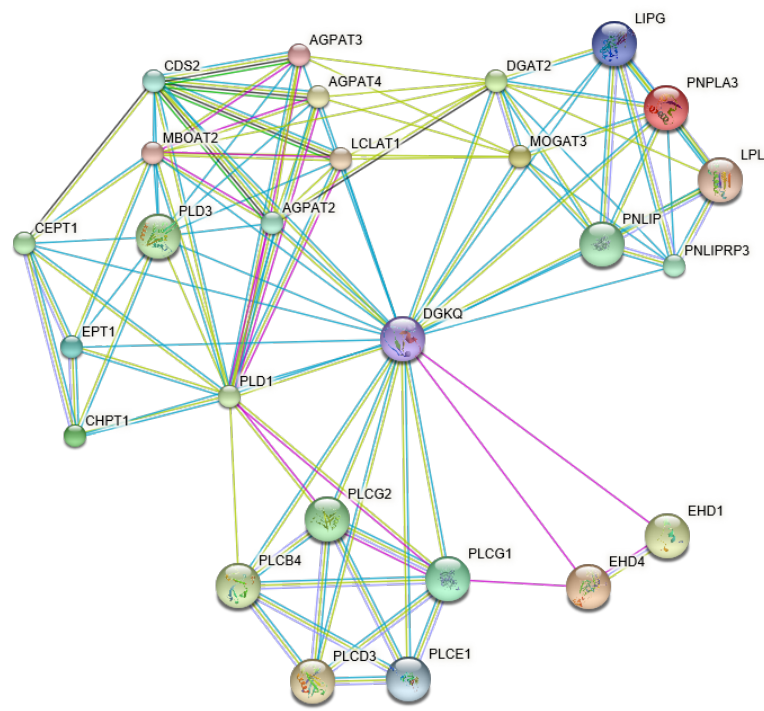 LIPG
AGPAT3
DGAT2
CDS2
AGPAT4
PNPLA3
MBOAT2
LCLAT1
MOGAT3
LPL
PLD3
AGPAT2
PNLIP
CEPT1
PNLIPRP3
DGKQ
EPT1
PLD1
CHPT1
PLCG2
EHD1
PLCB4
PLCG1
EHD4
PLCD3
PLCE1